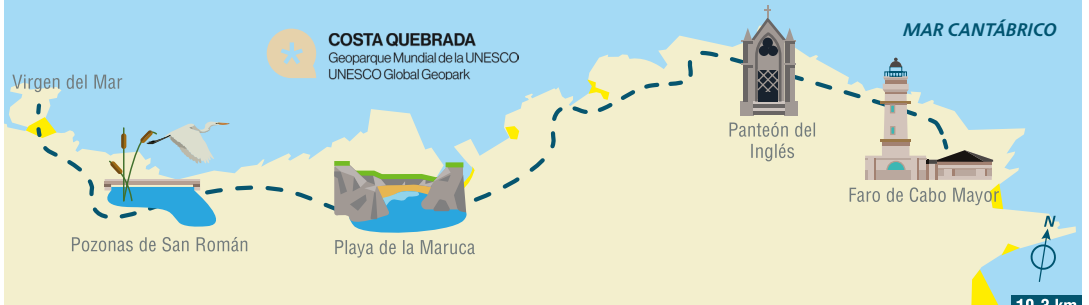 MAR CANTÁBRICO
COSTA QUEBRADA
Geoparque Mundial de la UNESCO
UNESCO Global Geopark
Virgen del Mar
Panteón del
Inglés
Faro de Cabo Mayor
Pozonas de San Román
Playa de la Maruca
N
km